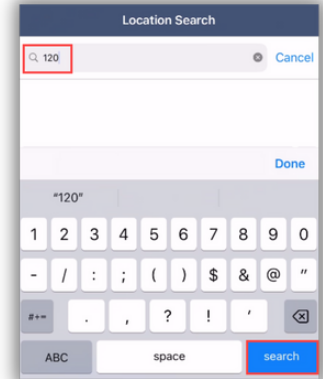 Location Search
120 Cancel
Done
"120"
1 2 3 4 5 6 7 8 9 0
- / : ; ( ) $ & @ "
#+= . , ? ! '
ABC space search